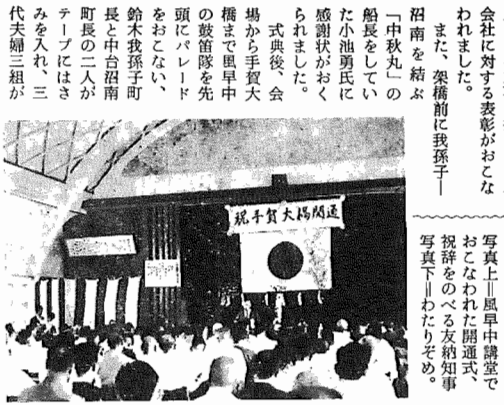 会社に対する表彰がおこな
われました。
また、架橋前に我孫子―
沼南を結ぶ
「中秋丸」の
船長をしてい
た小池勇氏に
感謝状がおく
られました。
式典後、会
場から手賀大
橋まで風早中
の鼓笛隊を先
頭にパレード
をおこない、
鈴木我孫子町
長と中台沼南
町長の二人が
テープにはさ
みを入れ、三
代夫婦三組が
祝手賀大橋開通
写真上＝風早中講堂で
おこなわれた開通式、
祝辞をのべる友納知事
写真下＝わたりぞめ。